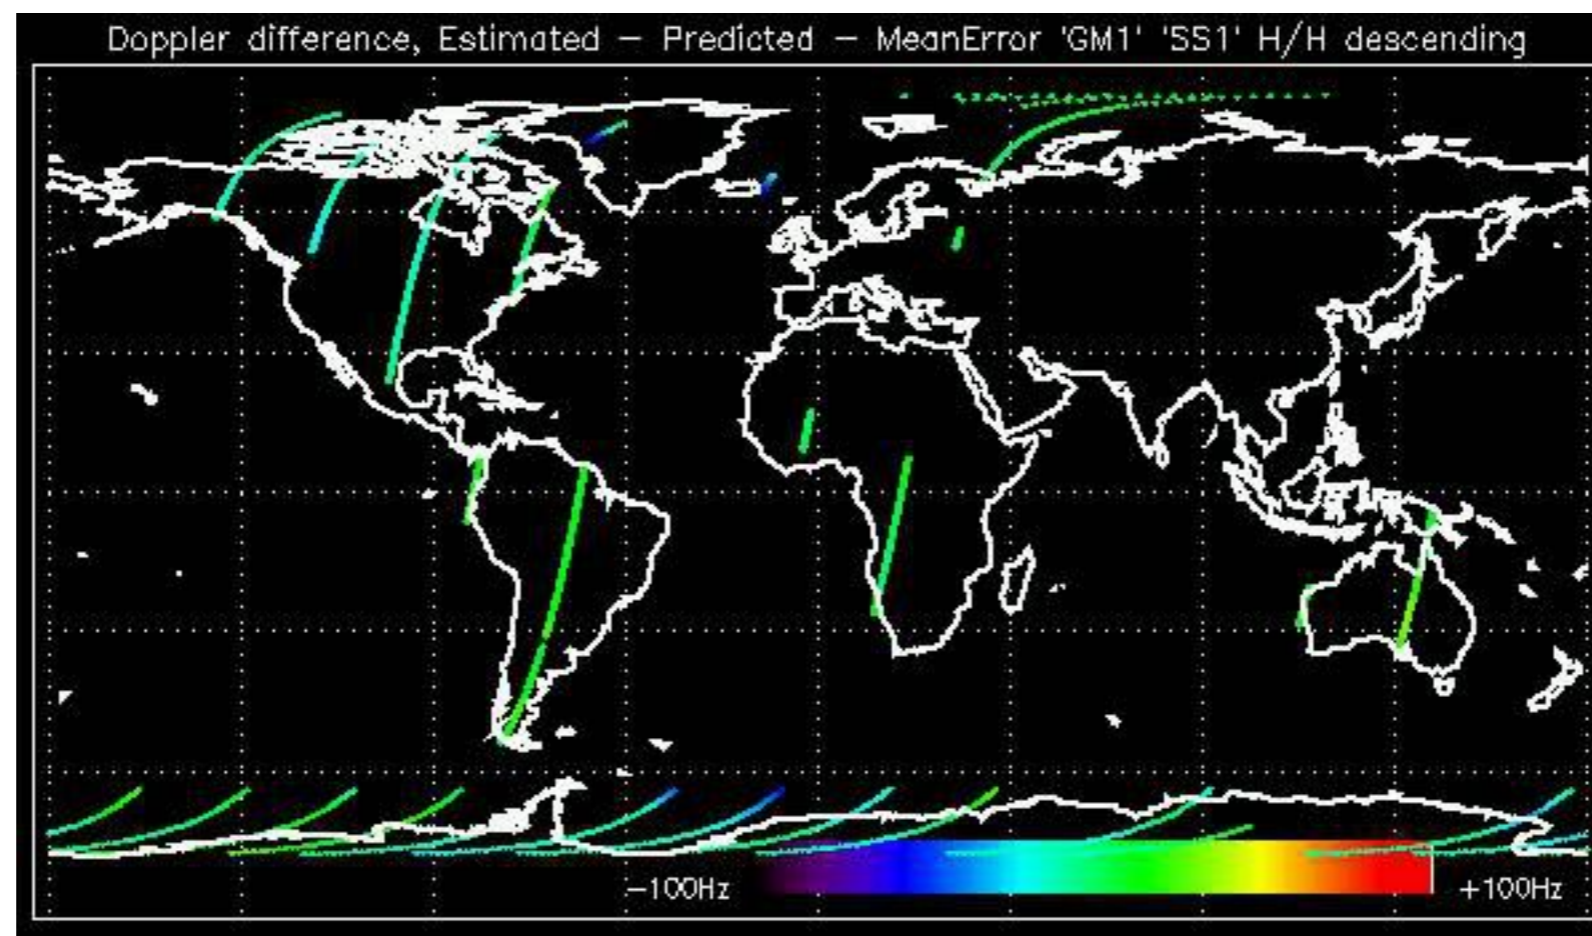 Doppler difference, Estimated — Predicted — MeanError 'GM1' 'SS1' H/H descending
−100Hz
+100Hz